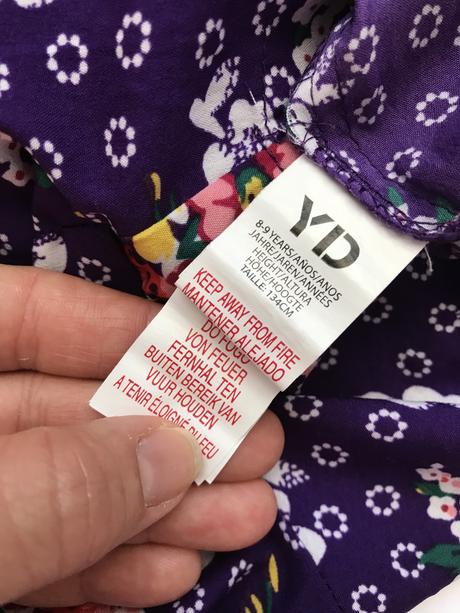 YD
8-9 YEARS/AÑOS/ANOS
JAHRE/JAREN/ANNÉES
HEIGHT/ALTURA
HÖHE/HOOGTE
TAILLE: 134CM
KEEP AWAY FROM FIRE
MANTENER ALEJADO
DO FUGO
VON FEUER
FERNHALTEN
BUITEN BEREIK VAN
VUUR HOUDEN
A TENIR ÉLOIGNÉ DU FEU